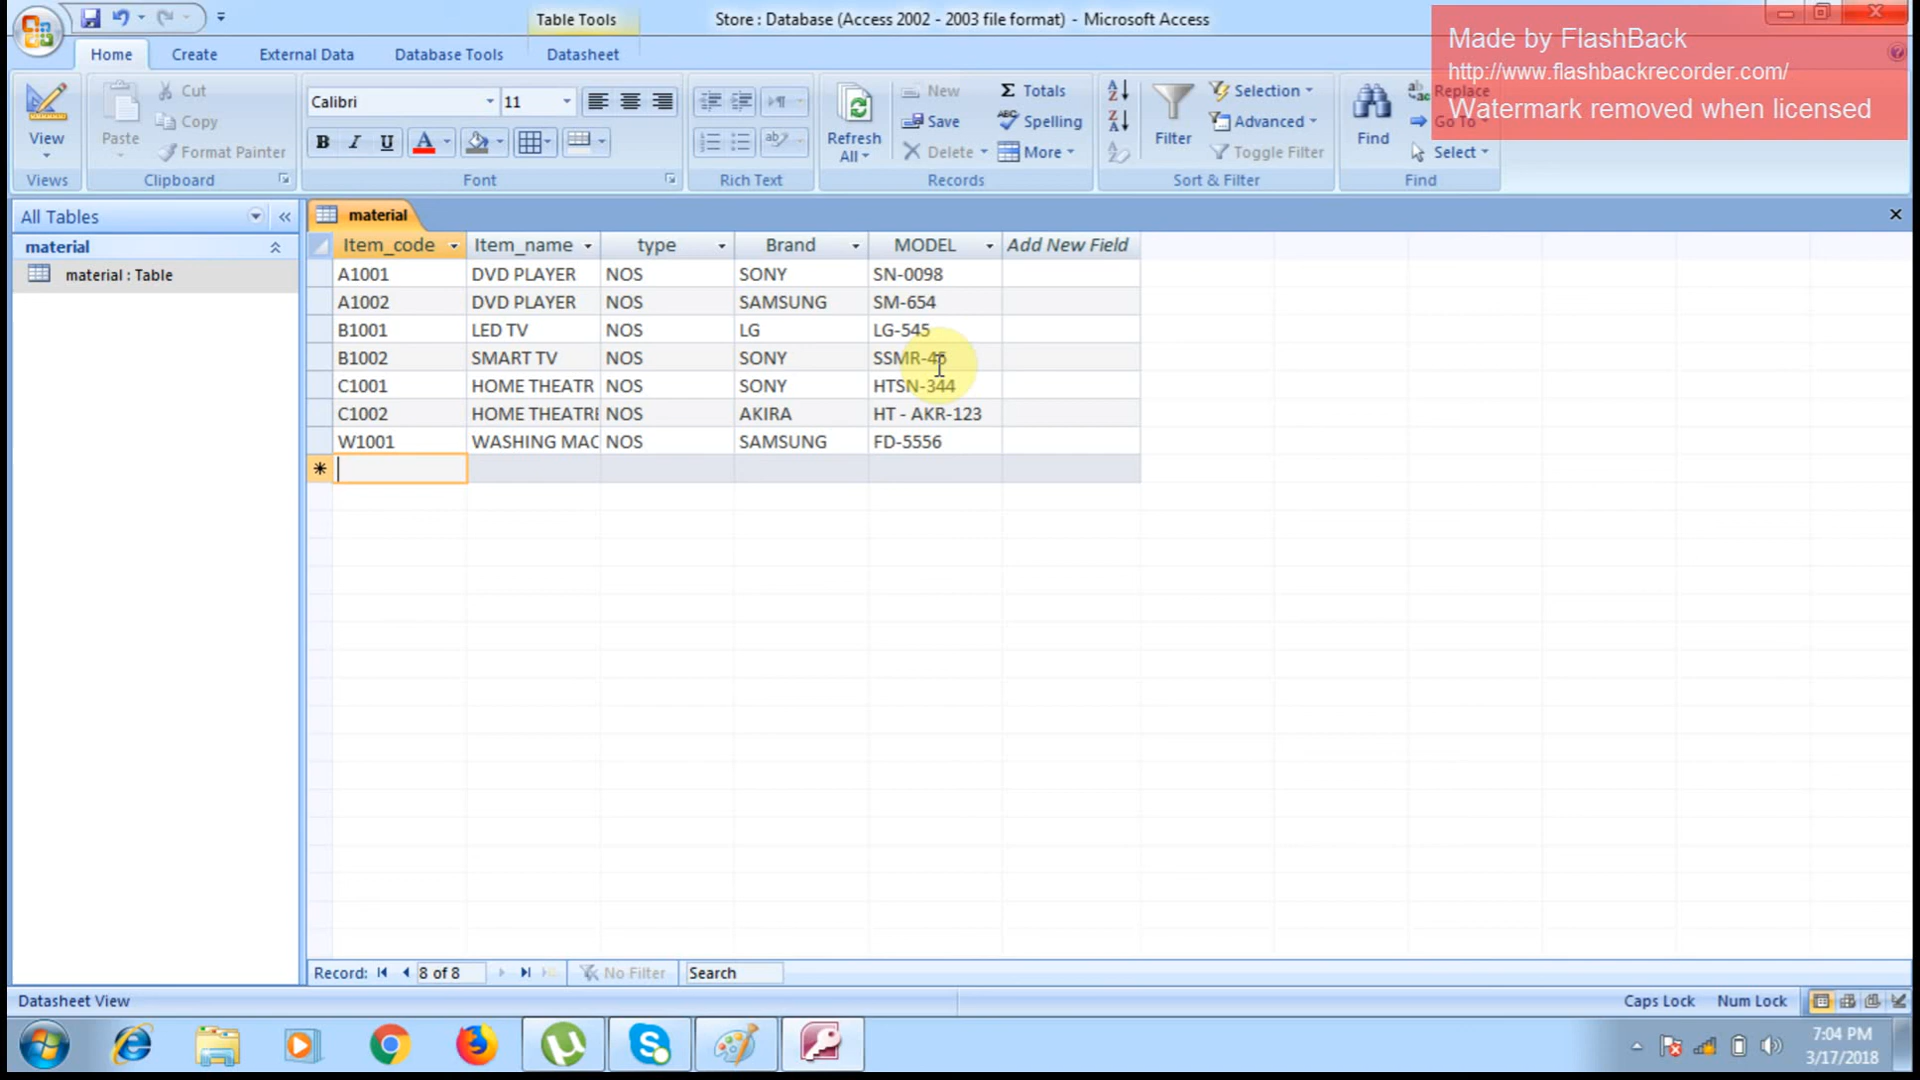 Table Tools
Store : Database (Access 2002 - 2003 file format) - Microsoft Access
Made by FlashBack
http://www.flashbackrecorder.com/
Watermark removed when licensed
Home Create External Data Database Tools Datasheet
View
Views
Paste
Cut
Copy
Format Painter
Clipboard
Calibri 11
B I U A
Font
Rich Text
Refresh All
New
Save
Delete
Σ Totals
ABC Spelling
More
Records
Filter
Selection
Advanced
Toggle Filter
Sort & Filter
Find
Replace
Go To
Select
Find
All Tables
material
material : Table
material
Item_code Item_name type Brand MODEL Add New Field
A1001 DVD PLAYER NOS SONY SN-0098
A1002 DVD PLAYER NOS SAMSUNG SM-654
B1001 LED TV NOS LG LG-545
B1002 SMART TV NOS SONY SSMR-45
C1001 HOME THEATR NOS SONY HTSN-344
C1002 HOME THEATRE NOS AKIRA HT - AKR-123
W1001 WASHING MAC NOS SAMSUNG FD-5556
Record: 8 of 8 No Filter Search
Datasheet View
Caps Lock Num Lock
7:04 PM
3/17/2018